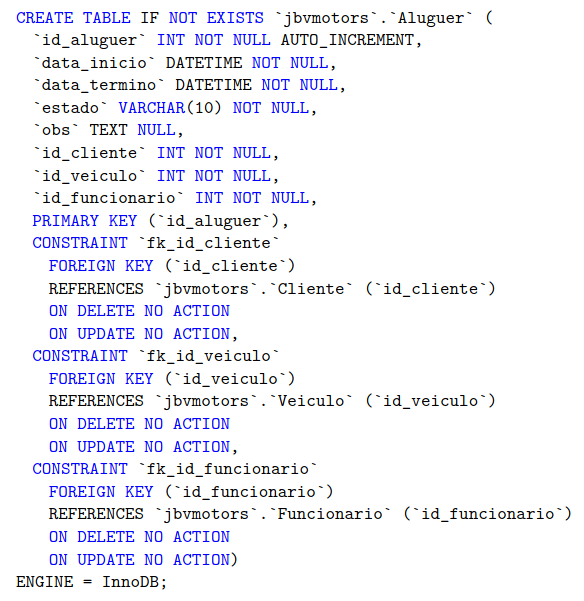 CREATE TABLE IF NOT EXISTS `jbvmotors`.`Aluguer` (
`id_aluguer` INT NOT NULL AUTO_INCREMENT,
`data_inicio` DATETIME NOT NULL,
`data_termino` DATETIME NOT NULL,
`estado` VARCHAR(10) NOT NULL,
`obs` TEXT NULL,
`id_cliente` INT NOT NULL,
`id_veiculo` INT NOT NULL,
`id_funcionario` INT NOT NULL,
PRIMARY KEY (`id_aluguer`),
CONSTRAINT `fk_id_cliente`
FOREIGN KEY (`id_cliente`)
REFERENCES `jbvmotors`.`Cliente` (`id_cliente`)
ON DELETE NO ACTION
ON UPDATE NO ACTION,
CONSTRAINT `fk_id_veiculo`
FOREIGN KEY (`id_veiculo`)
REFERENCES `jbvmotors`.`Veiculo` (`id_veiculo`)
ON DELETE NO ACTION
ON UPDATE NO ACTION,
CONSTRAINT `fk_id_funcionario`
FOREIGN KEY (`id_funcionario`)
REFERENCES `jbvmotors`.`Funcionario` (`id_funcionario`)
ON DELETE NO ACTION
ON UPDATE NO ACTION)
ENGINE = InnoDB;